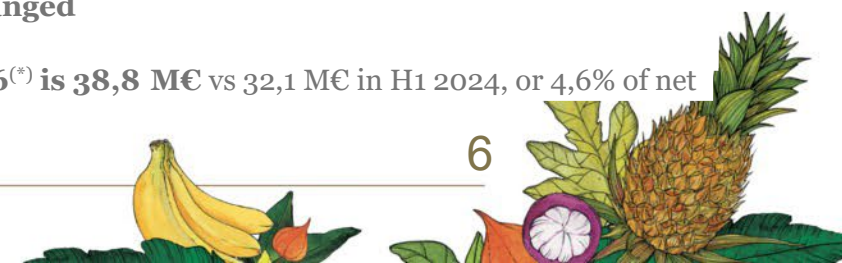 nged
6(*) is 38,8 M€ vs 32,1 M€ in H1 2024, or 4,6% of net
6